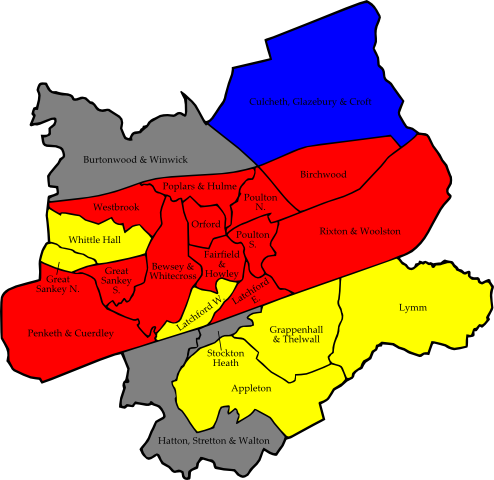 Culcheth, Glazebury & Croft
Burtonwood & Winwick
Birchwood
Poplars & Hulme
Poulton
N.
Westbrook
Orford
Rixton & Woolston
Whittle Hall
Poulton
S.
Fairfield
&
Howley
Bewsey &
Whitecross
Great
Sankey N.
Great
Sankey
S.
Latchford
E.
Latchford W.
Lymm
Penketh & Cuerdley
Grappenhall
& Thelwall
Stockton
Heath
Appleton
Hatton, Stretton & Walton